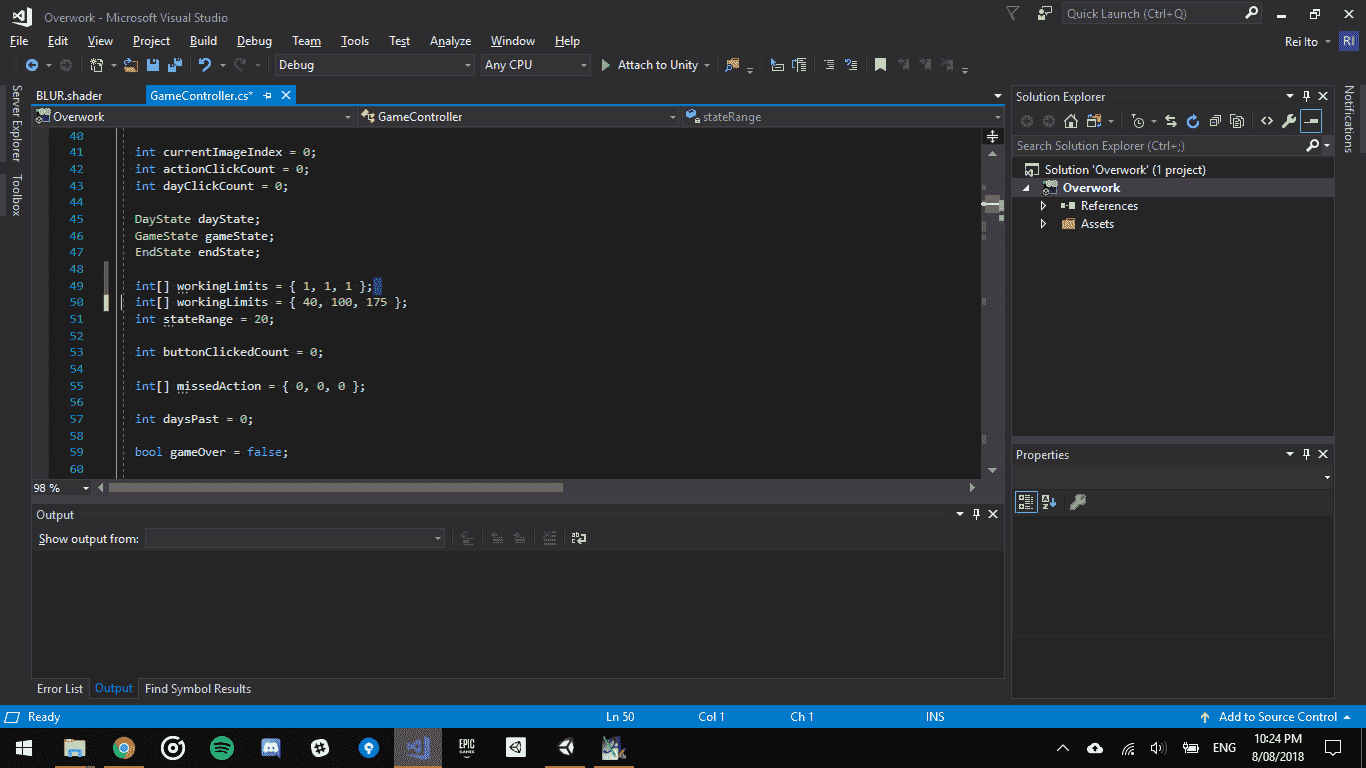 Overwork - Microsoft Visual Studio
Quick Launch (Ctrl+Q)
File Edit View Project Build Debug Team Tools Test Analyze Window Help
Rei Ito RI
Debug Any CPU Attach to Unity
Server Explorer
Toolbox
BLUR.shader GameController.cs*
Overwork GameController stateRange
40
41 int currentImageIndex = 0;
42 int actionClickCount = 0;
43 int dayClickCount = 0;
44
45 DayState dayState;
46 GameState gameState;
47 EndState endState;
48
49 int[] workingLimits = { 1, 1, 1 };
50 int[] workingLimits = { 40, 100, 175 };
51 int stateRange = 20;
52
53 int buttonClickedCount = 0;
54
55 int[] missedAction = { 0, 0, 0 };
56
57 int daysPast = 0;
58
59 bool gameOver = false;
60
98 %
Output
Show output from:
Error List Output Find Symbol Results
Solution Explorer
Search Solution Explorer (Ctrl+;)
Solution 'Overwork' (1 project)
Overwork
References
Assets
Properties
Notifications
Ready Ln 50 Col 1 Ch 1 INS Add to Source Control
EPIC
GAMES
ENG
10:24 PM
8/08/2018